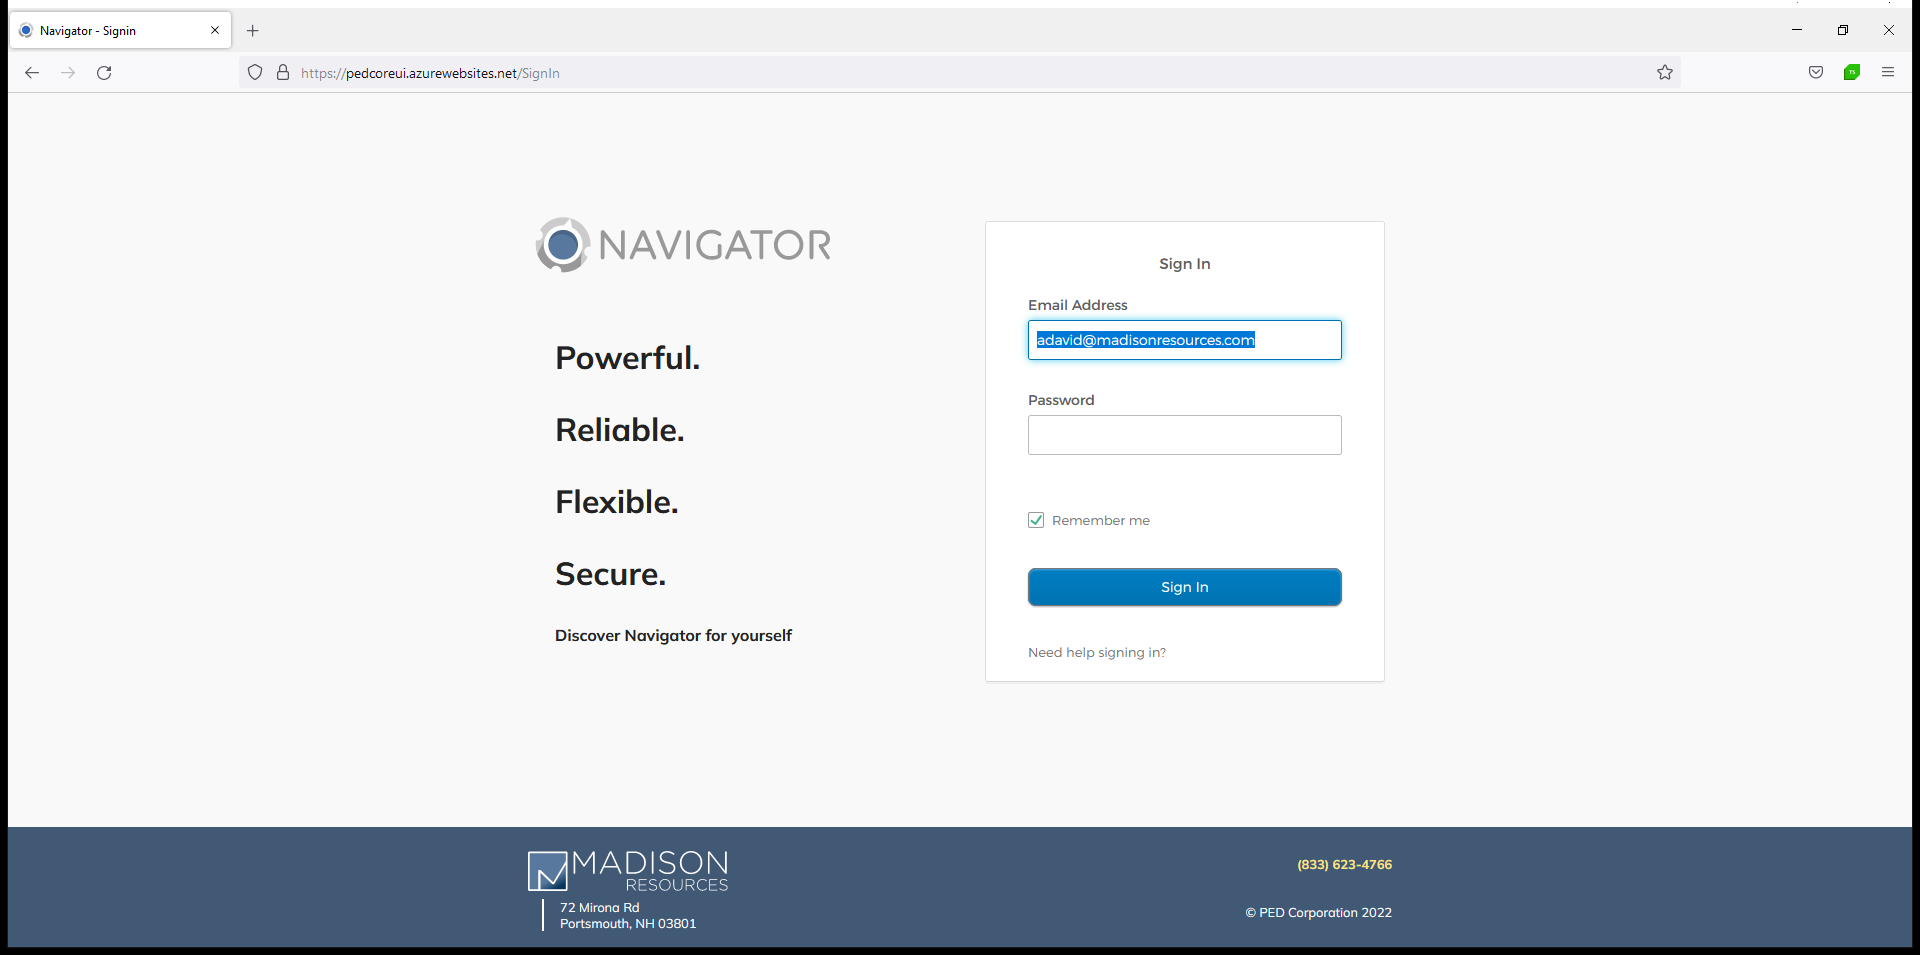 Navigator - Signin
https://pedcoreui.azurewebsites.net/SignIn
TS
NAVIGATOR
Powerful.
Reliable.
Flexible.
Secure.
Discover Navigator for yourself
Sign In
Email Address
adavid@madisonresources.com
Password
Remember me
Sign In
Need help signing in?
MADISON
RESOURCES
72 Mirona Rd
Portsmouth, NH 03801
(833) 623-4766
© PED Corporation 2022